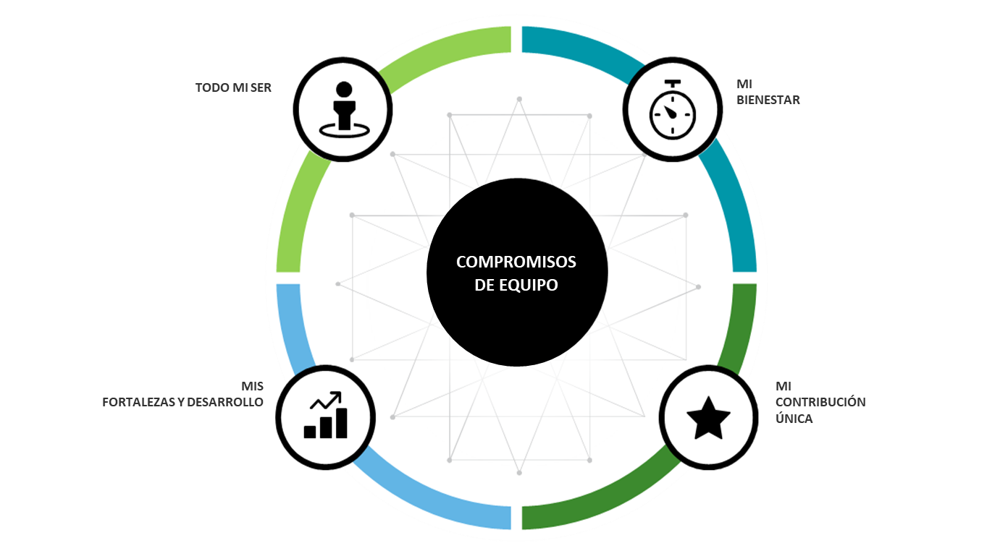 TODO MI SER
MI
BIENESTAR
COMPROMISOS
DE EQUIPO
MIS
FORTALEZAS Y DESARROLLO
MI
CONTRIBUCIÓN
ÚNICA